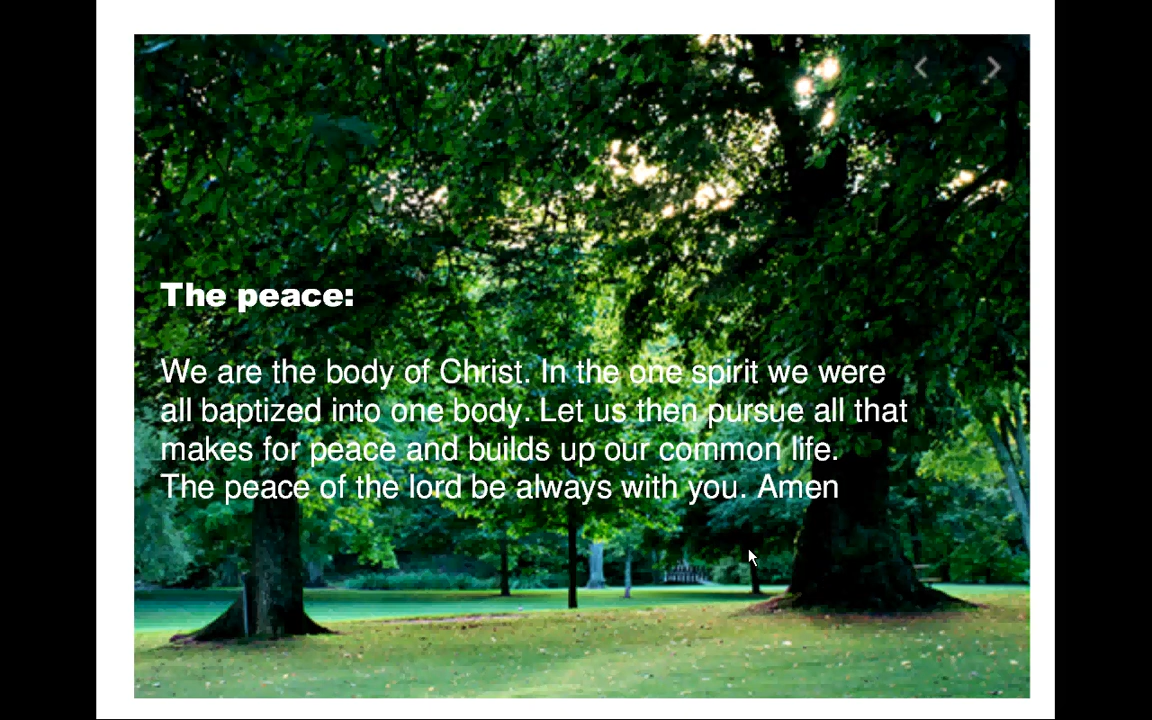 The peace:
We are the body of Christ. In the one spirit we were
all baptized into one body. Let us then pursue all that
makes for peace and builds up our common life.
The peace of the lord be always with you. Amen